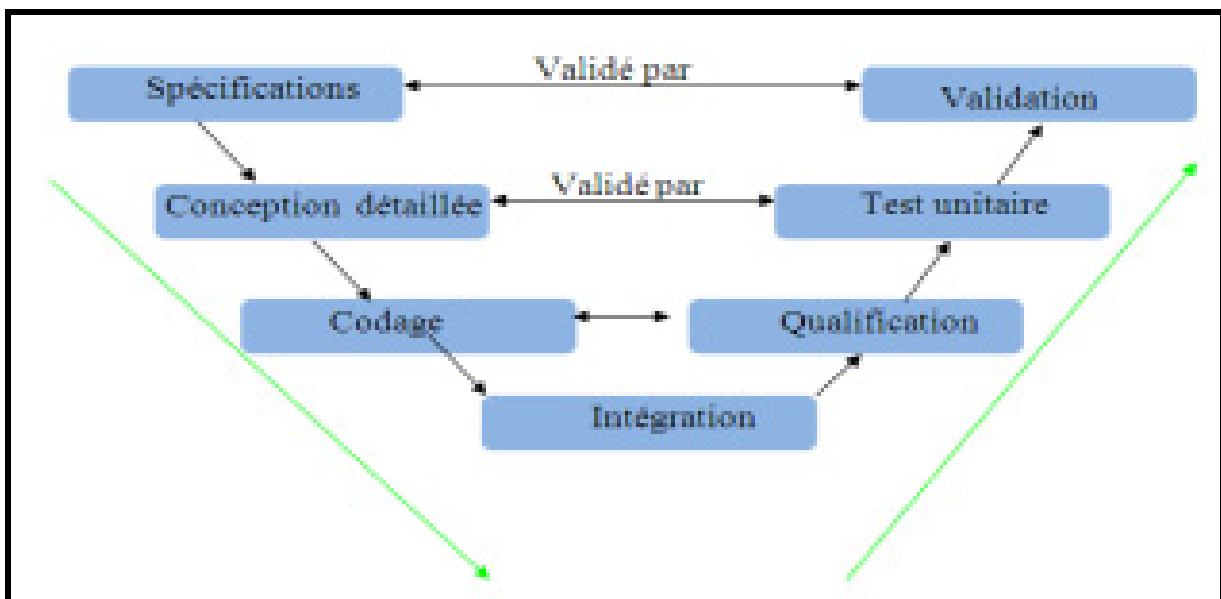 Spécifications
Validé par
Validation
Conception détaillée
Validé par
Test unitaire
Codage
Qualification
Intégration